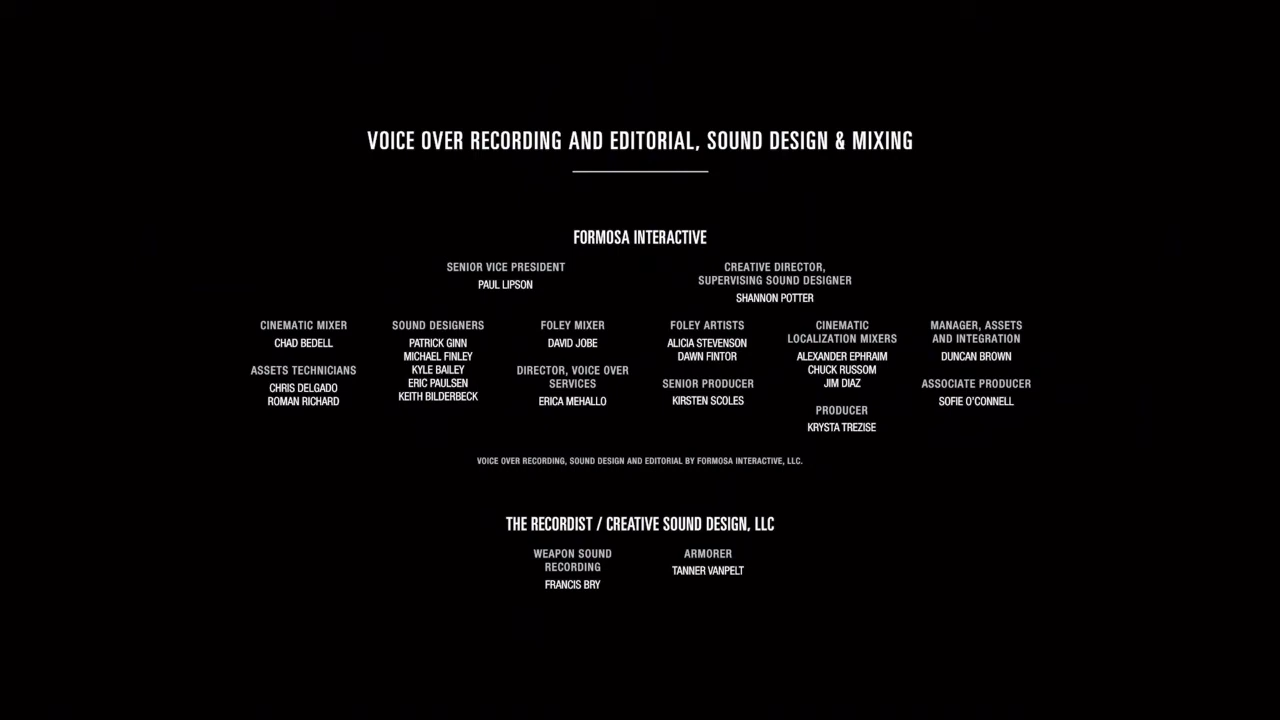 VOICE OVER RECORDING AND EDITORIAL, SOUND DESIGN & MIXING
FORMOSA INTERACTIVE
SENIOR VICE PRESIDENT
PAUL LIPSON
CREATIVE DIRECTOR,
SUPERVISING SOUND DESIGNER
SHANNON POTTER
CINEMATIC MIXER
CHAD BEDELL
ASSETS TECHNICIANS
CHRIS DELGADO
ROMAN RICHARD
SOUND DESIGNERS
PATRICK GINN
MICHAEL FINLEY
KYLE BAILEY
ERIC PAULSEN
KEITH BILDERBECK
FOLEY MIXER
DAVID JOBE
DIRECTOR, VOICE OVER
SERVICES
ERICA MEHALLO
FOLEY ARTISTS
ALICIA STEVENSON
DAWN FINTOR
SENIOR PRODUCER
KIRSTEN SCOLES
CINEMATIC
LOCALIZATION MIXERS
ALEXANDER EPHRAIM
CHUCK RUSSOM
JIM DIAZ
PRODUCER
KRYSTA TREZISE
MANAGER, ASSETS
AND INTEGRATION
DUNCAN BROWN
ASSOCIATE PRODUCER
SOFIE O'CONNELL
VOICE OVER RECORDING, SOUND DESIGN AND EDITORIAL BY FORMOSA INTERACTIVE, LLC.
THE RECORDIST / CREATIVE SOUND DESIGN, LLC
WEAPON SOUND
RECORDING
FRANCIS BRY
ARMORER
TANNER VANPELT